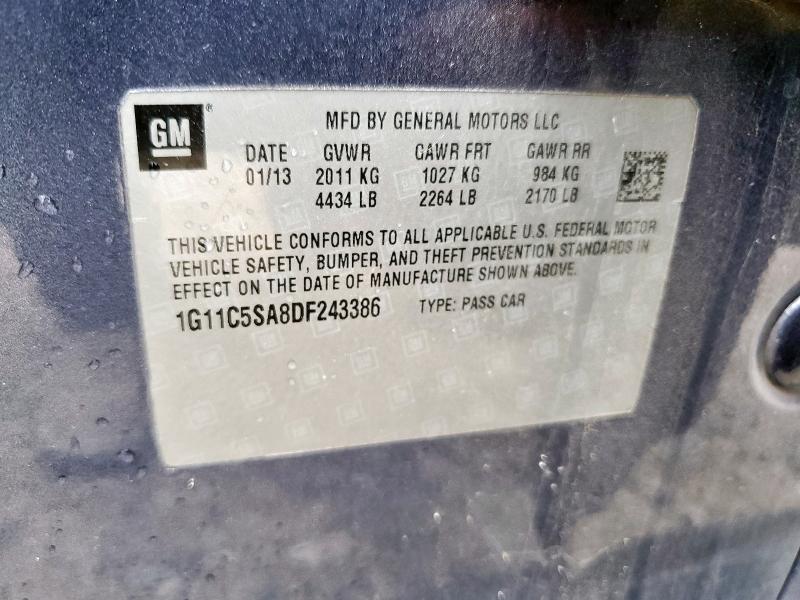 GM®
MFD BY GENERAL MOTORS LLC
DATE GVWR GAWR FRT GAWR RR
01/13 2011 KG 1027 KG 984 KG
4434 LB 2264 LB 2170 LB
THIS VEHICLE CONFORMS TO ALL APPLICABLE U.S. FEDERAL MOTOR
VEHICLE SAFETY, BUMPER, AND THEFT PREVENTION STANDARDS IN
EFFECT ON THE DATE OF MANUFACTURE SHOWN ABOVE.
1G11C5SA8DF243386 TYPE: PASS CAR